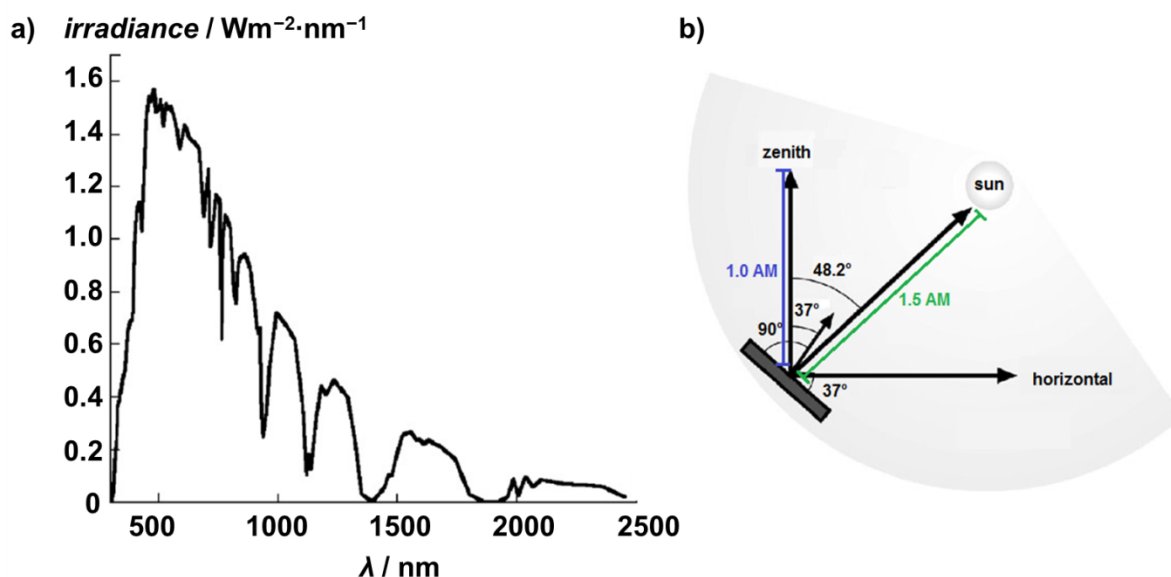 a) irradiance / Wm⁻²·nm⁻¹
1.6
1.4
1.2
1.0
0.8
0.6
0.4
0.2
0
500 1000 1500 2000 2500
λ / nm
b)
zenith
sun
1.0 AM
48.2°
1.5 AM
37°
90°
37°
horizontal